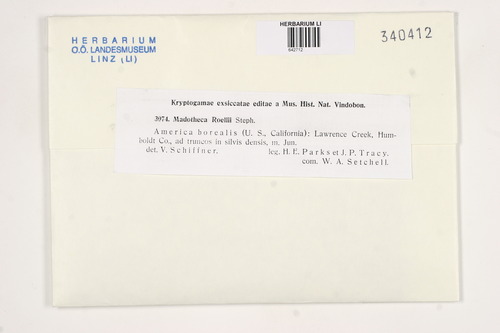 HERBARIUM
O.Ö. LANDESMUSEUM
LINZ (LI)
HERBARIUM LI
642712
340412
Kryptogamae exsiccatae editae a Mus. Hist. Nat. Vindobon.
3974. Madotheca Roellii Steph.
America borealis (U. S., California): Lawrence Creek, Hum-
boldt Co., ad truncos in silvis densis, m. Jun.
det. V. Schiffner. leg. H. E. Parks et J. P. Tracy.
com. W. A. Setchell.